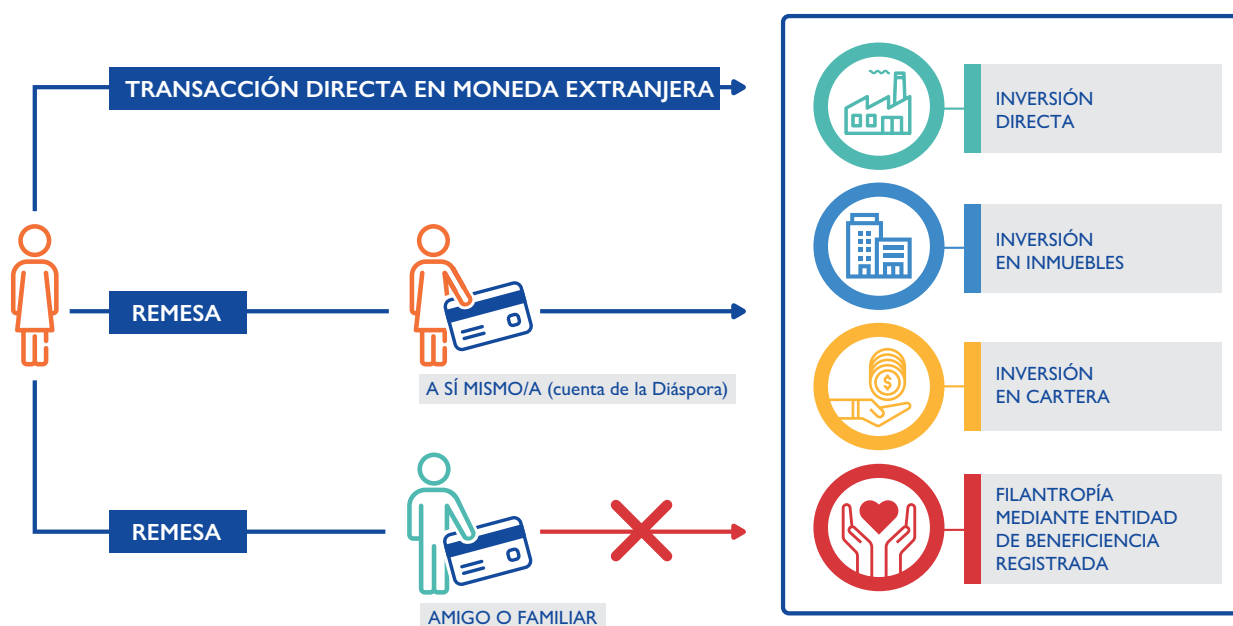 TRANSACCIÓN DIRECTA EN MONEDA EXTRANJERA
REMESA
A SÍ MISMO/A (cuenta de la Diáspora)
REMESA
AMIGO O FAMILIAR
INVERSIÓN
DIRECTA
INVERSIÓN
EN INMUEBLES
$
INVERSIÓN
EN CARTERA
FILANTROPÍA
MEDIANTE ENTIDAD
DE BENEFICIENCIA
REGISTRADA